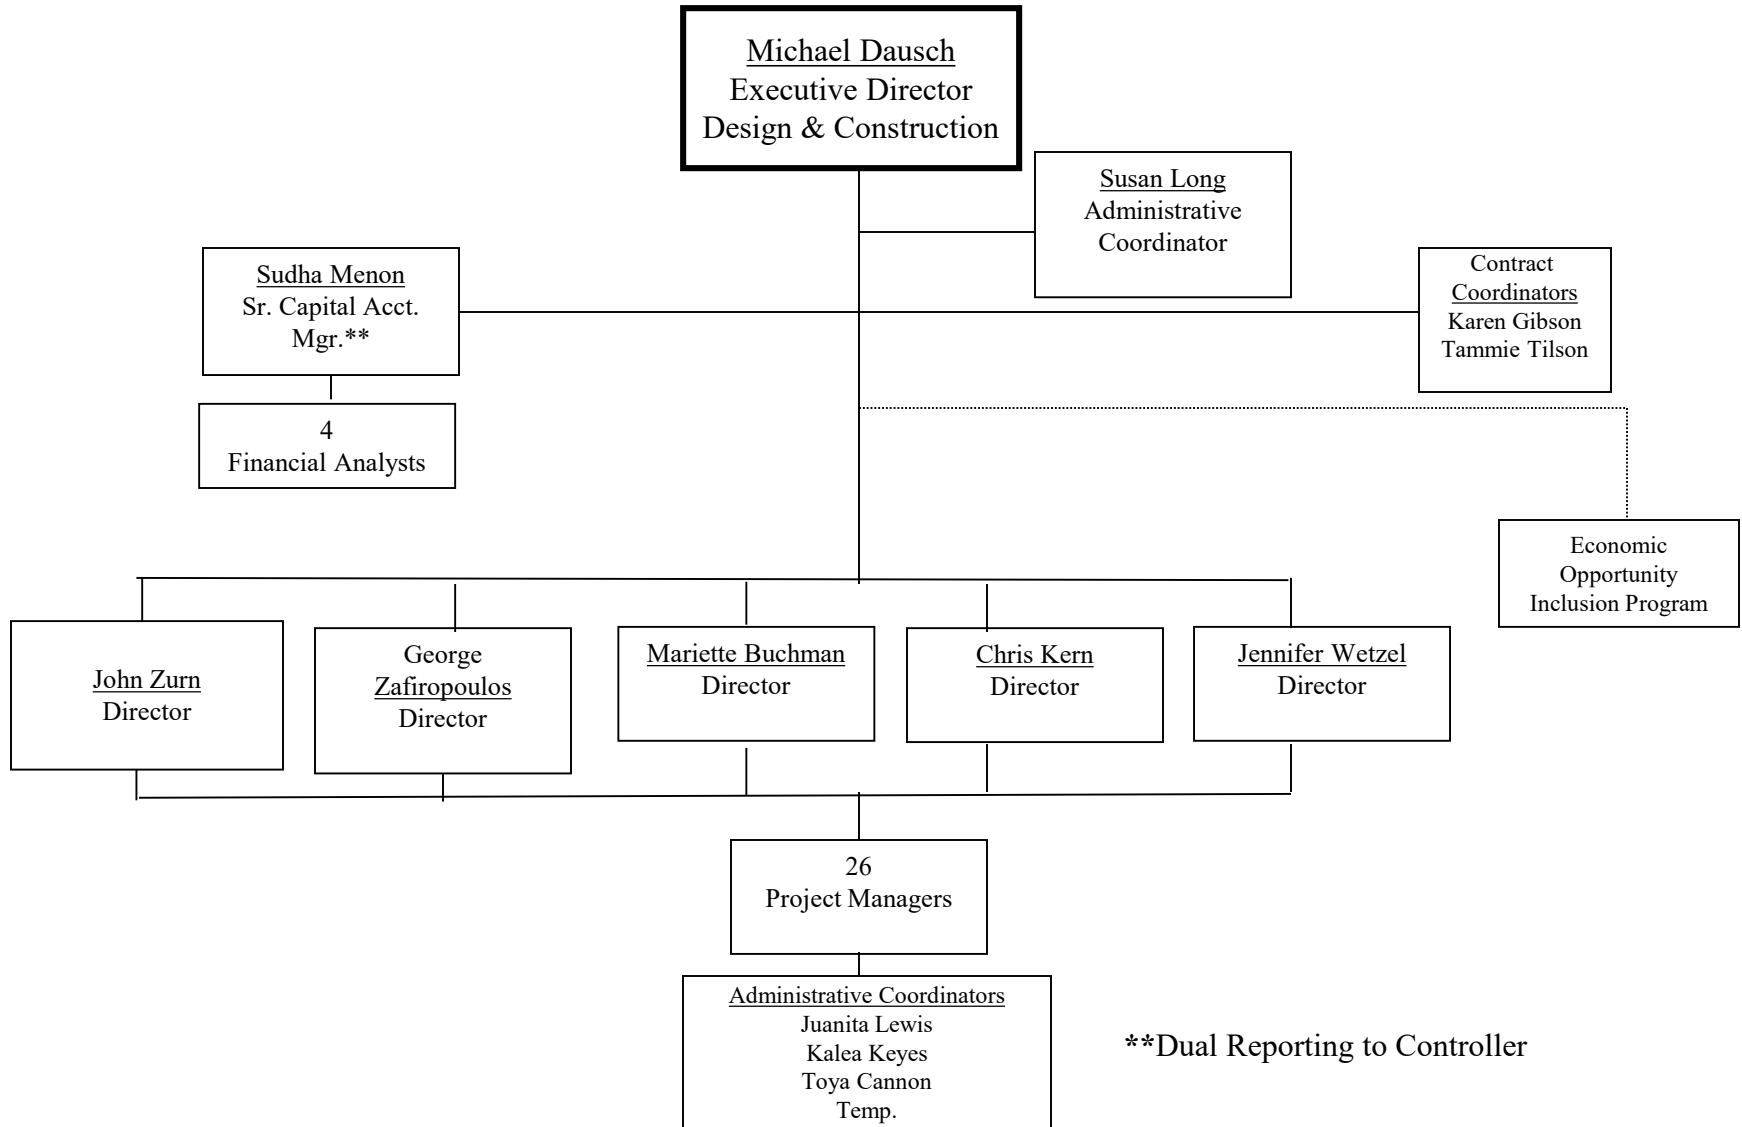 Michael Dausch
Executive Director
Design & Construction
Susan Long
Administrative
Coordinator
Sudha Menon
Sr. Capital Acct.
Mgr.**
Contract
Coordinators
Karen Gibson
Tammie Tilson
4
Financial Analysts
Economic
Opportunity
Inclusion Program
John Zurn
Director
George
Zafiropoulos
Director
Mariette Buchman
Director
Chris Kern
Director
Jennifer Wetzel
Director
26
Project Managers
Administrative Coordinators
Juanita Lewis
Kalea Keyes
Toya Cannon
Temp.
**Dual Reporting to Controller